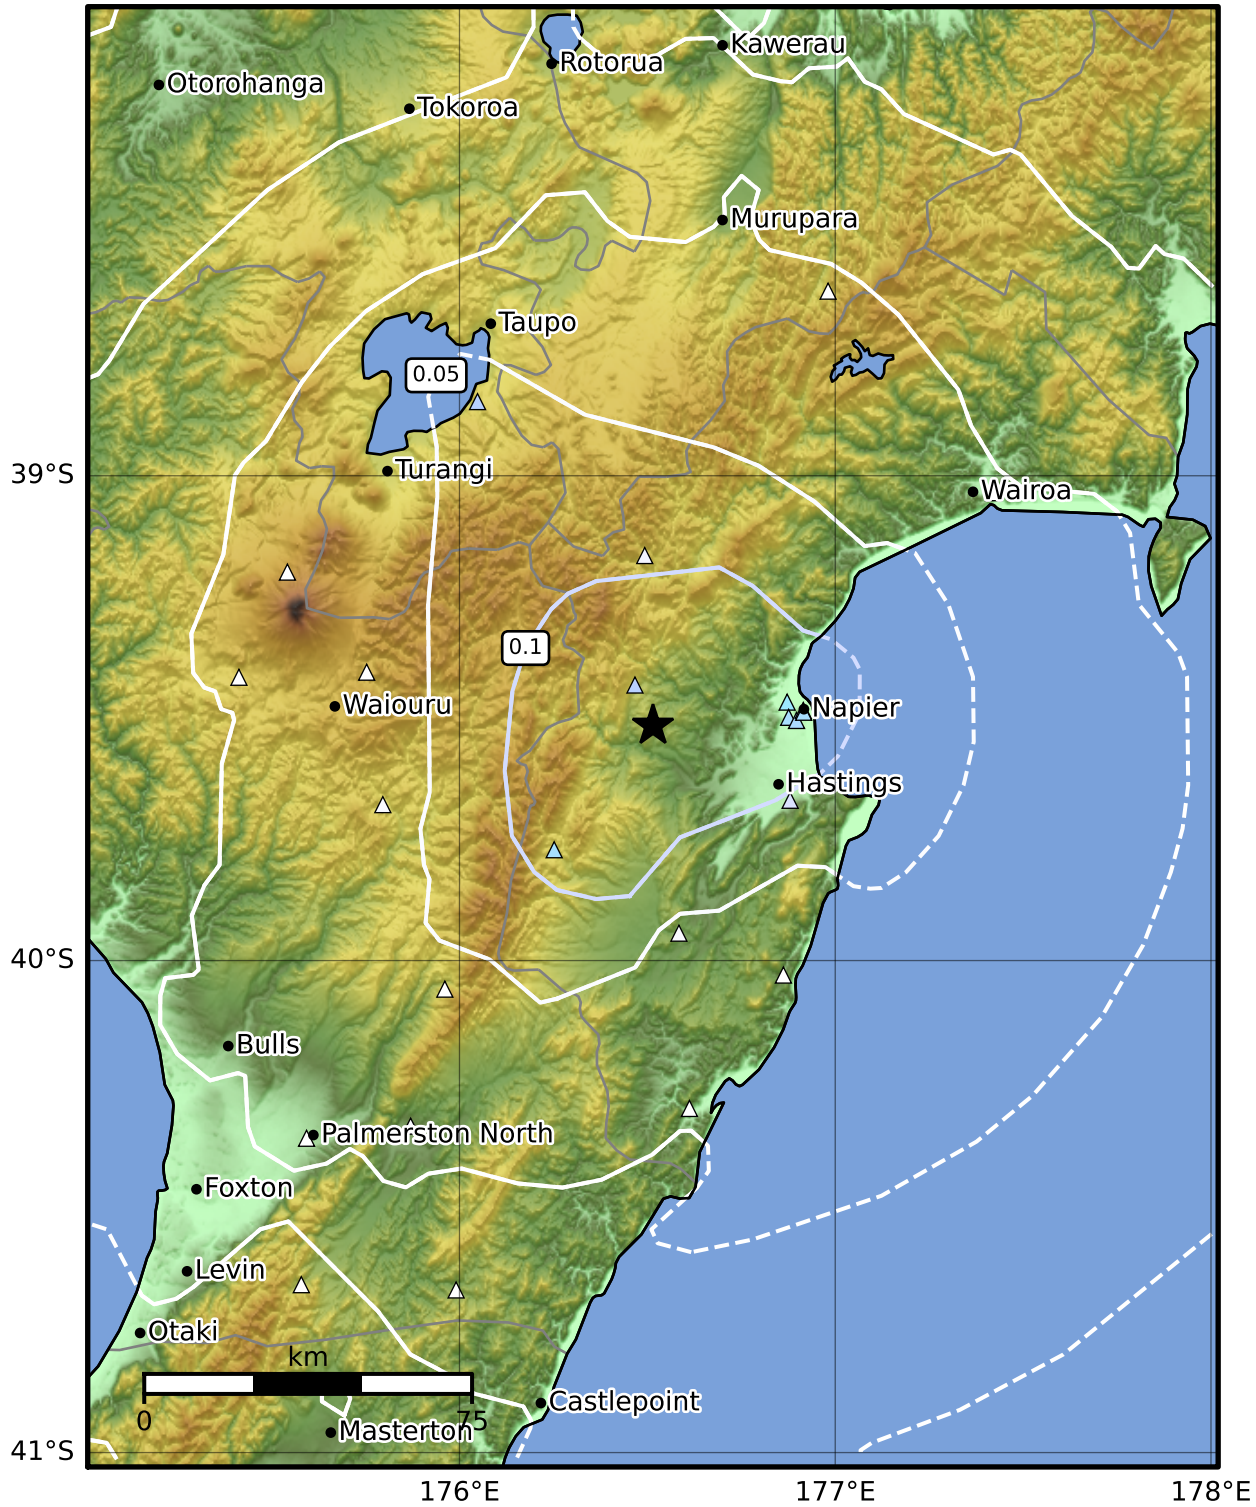 Kawerau
Rotorua
Otorohanga
Tokoroa
Murupara
Taupo
0.05
Turangi
39°S
Wairoa
0.1
Waiouru
Napier
Hastings
40°S
Bulls
Palmerston North
Foxton
Levin
Otaki
km
0
75
Castlepoint
Masterton
41°S
176°E
177°E
178°E